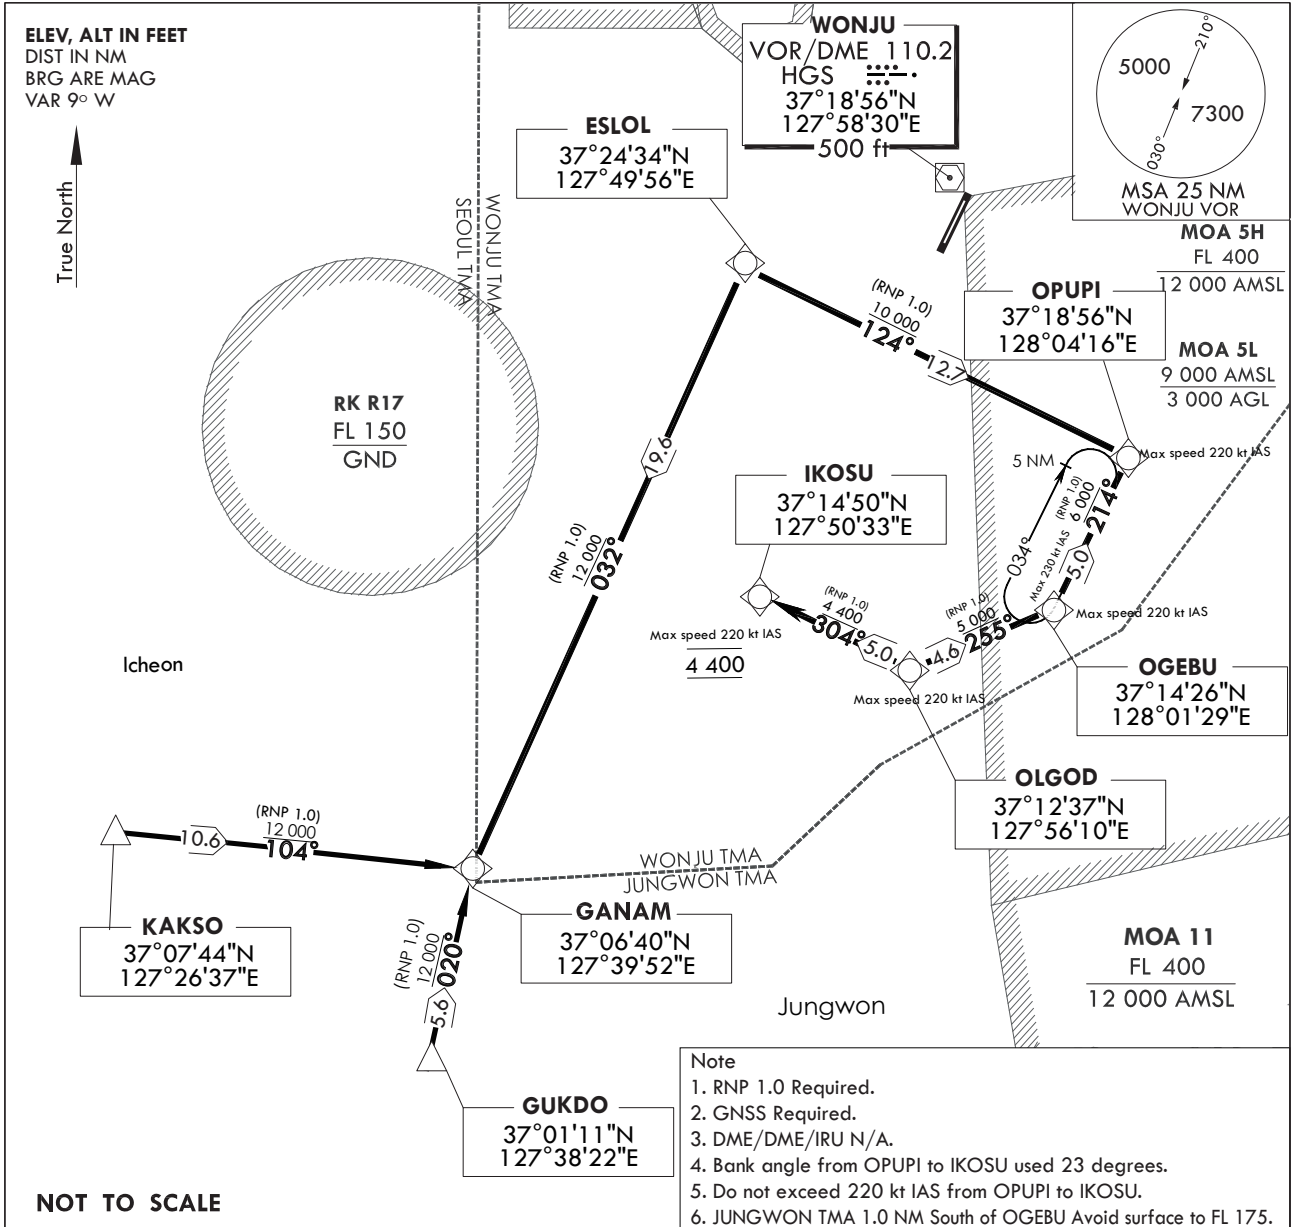 ELEV, ALT IN FEET
DIST IN NM
BRG ARE MAG
VAR 9° W
True North
WONJU
VOR/DME 110.2
HGS
37°18'56"N
127°58'30"E
500 ft
5000
7300
210°
030°
MSA 25 NM
WONJU VOR
ESLOL
37°24'34"N
127°49'56"E
SEOUL TMA
WONJU TMA
MOA 5H
FL 400
12 000 AMSL
OPUPI
37°18'56"N
128°04'16"E
MOA 5L
9 000 AMSL
3 000 AGL
(RNP 1.0)
10 000
124°
12.7
RK R17
FL 150
GND
19.6
(RNP 1.0)
12 000
032°
IKOSU
37°14'50"N
127°50'33"E
5 NM
Max speed 220 kt IAS
034°
Max 230 kt IAS
(RNP 1.0)
6 000
214°
5.0
Max speed 220 kt IAS
(RNP 1.0)
5 000
255°
4.6
(RNP 1.0)
4 400
304°
5.0
Max speed 220 kt IAS
4 400
Max speed 220 kt IAS
OGEBU
37°14'26"N
128°01'29"E
Icheon
OLGOD
37°12'37"N
127°56'10"E
(RNP 1.0)
12 000
104°
10.6
WONJU TMA
JUNGWON TMA
KAKSO
37°07'44"N
127°26'37"E
GANAM
37°06'40"N
127°39'52"E
(RNP 1.0)
12 000
020°
5.6
MOA 11
FL 400
12 000 AMSL
Jungwon
GUKDO
37°01'11"N
127°38'22"E
Note
1. RNP 1.0 Required.
2. GNSS Required.
3. DME/DME/IRU N/A.
4. Bank angle from OPUPI to IKOSU used 23 degrees.
5. Do not exceed 220 kt IAS from OPUPI to IKOSU.
6. JUNGWON TMA 1.0 NM South of OGEBU Avoid surface to FL 175.
NOT TO SCALE